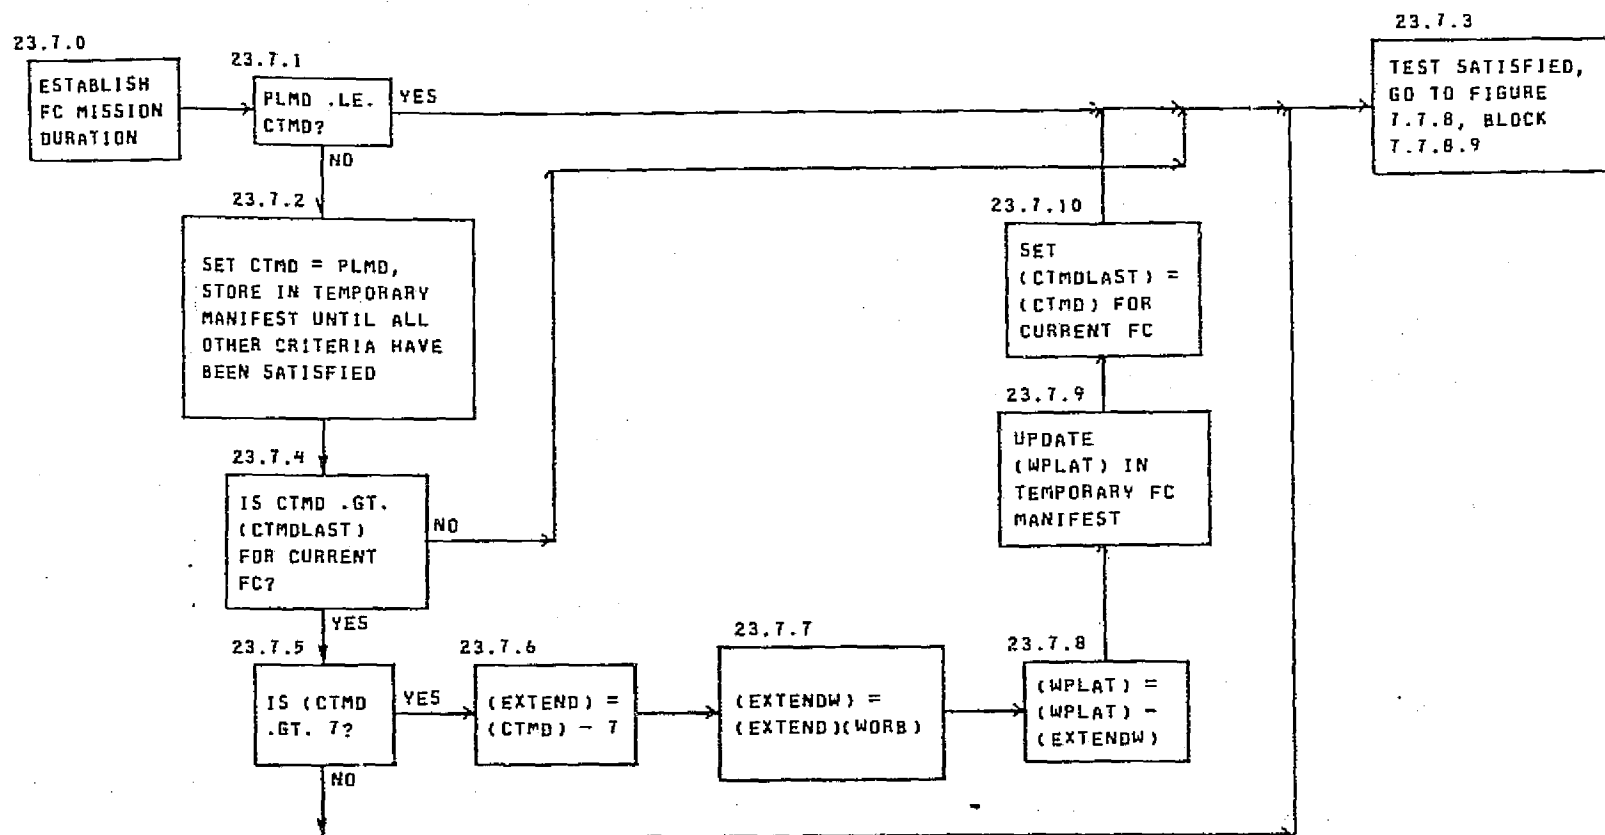 23.7.0
ESTABLISH
FC MISSION
DURATION
23.7.1
PLMD .LE.
CTMD?
YES
NO
23.7.3
TEST SATISFIED,
GO TO FIGURE
7.7.8, BLOCK
7.7.8.9
23.7.2
SET CTMD = PLMD,
STORE IN TEMPORARY
MANIFEST UNTIL ALL
OTHER CRITERIA HAVE
BEEN SATISFIED
23.7.4
IS CTMD .GT.
(CTMDLAST)
FOR CURRENT
FC?
NO
YES
23.7.5
IS (CTMD
.GT. 7?
YES
NO
23.7.6
(EXTEND) =
(CTMD) - 7
23.7.7
(EXTENDW) =
(EXTEND)(WORB)
23.7.8
(WPLAT) =
(WPLAT) -
(EXTENDW)
23.7.9
UPDATE
(WPLAT) IN
TEMPORARY FC
MANIFEST
23.7.10
SET
(CTMDLAST) =
(CTMD) FOR
CURRENT FC